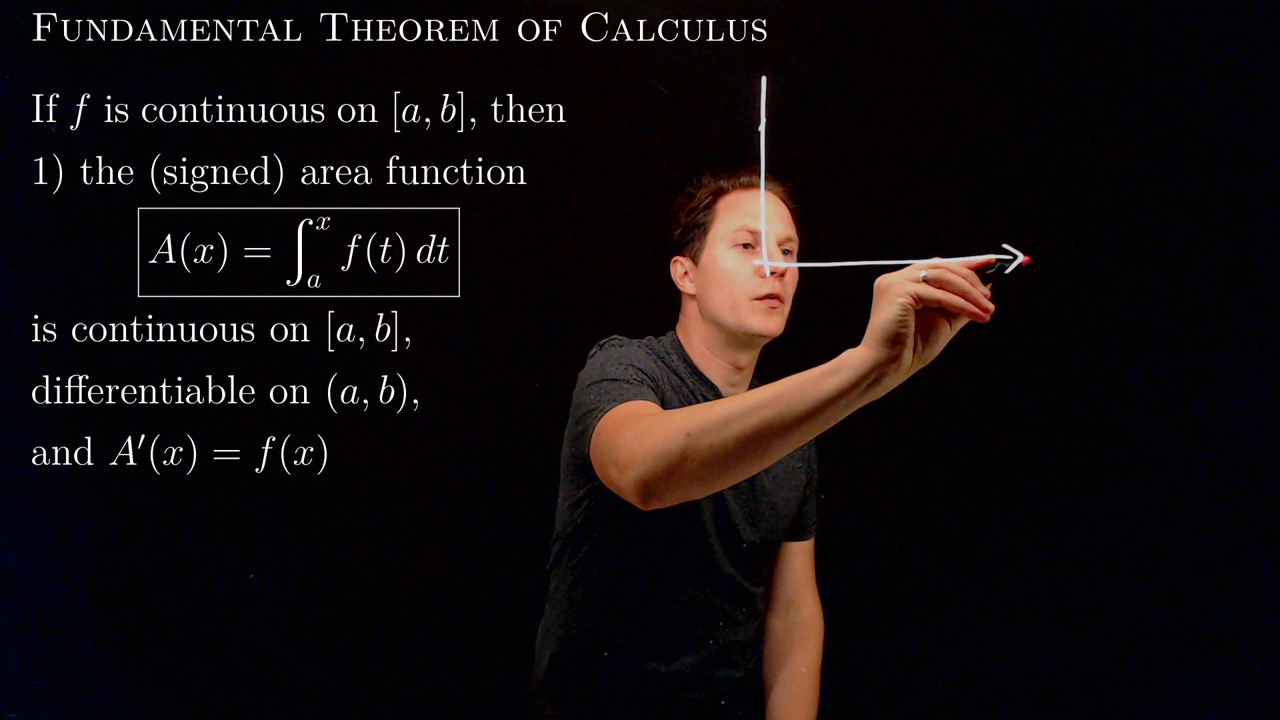 Fundamental Theorem of Calculus
If f is continuous on [a, b], then
1) the (signed) area function
A(x) = ∫ₐˣ f(t) dt
is continuous on [a, b],
differentiable on (a, b),
and A′(x) = f(x)